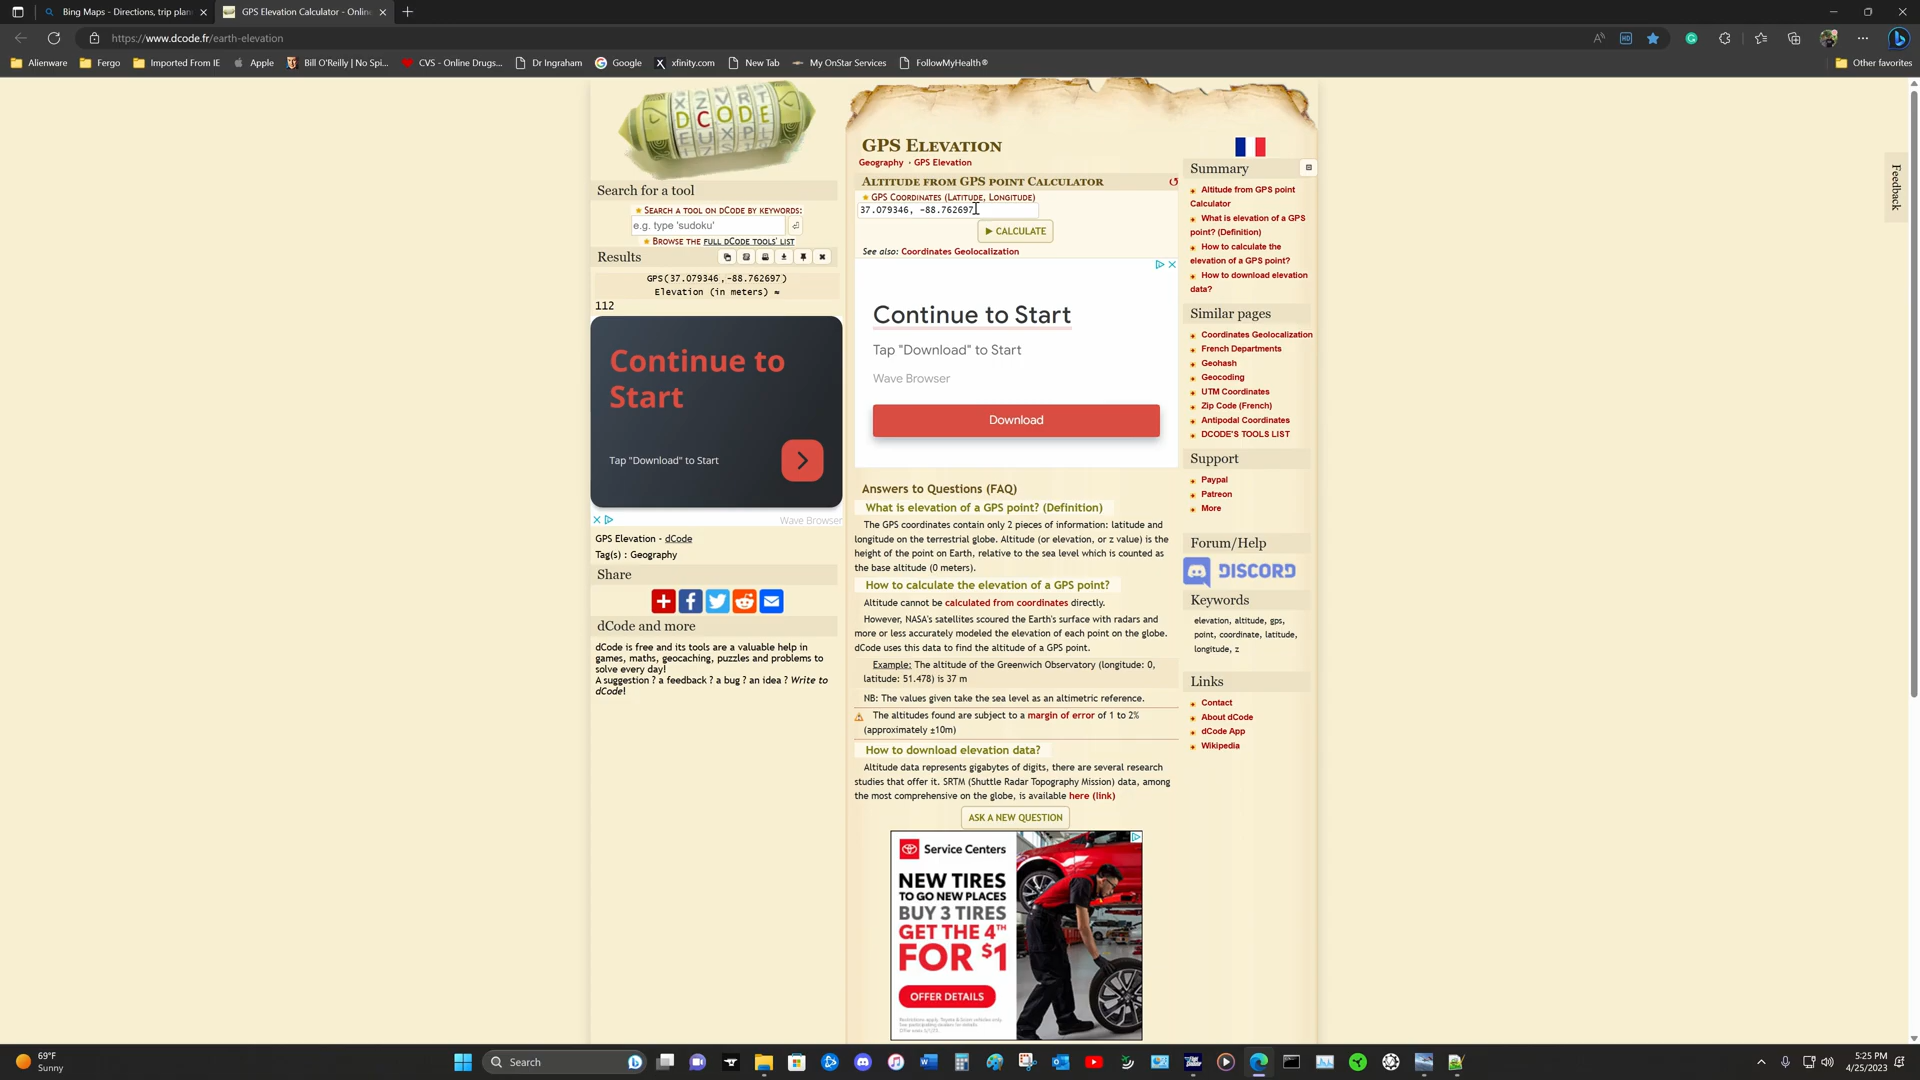 Bing Maps - Directions, trip plan
GPS Elevation Calculator - Onlin
https://www.dcode.fr/earth-elevation
Alienware
Fergo
Imported From IE
Apple
Bill O'Reilly | No Spi...
CVS - Online Drugs...
Dr Ingraham
Google
xfinity.com
New Tab
My OnStar Services
FollowMyHealth®
Other favorites
DCODE
Search for a tool
SEARCH A TOOL ON DCODE BY KEYWORDS:
e.g. type 'sudoku'
BROWSE THE FULL DCODE TOOLS' LIST
Results
GPS(37.079346,-88.762697)
Elevation (in meters) ≈
112
Continue to
Start
Tap "Download" to Start
Wave Browser
GPS Elevation - dCode
Tag(s) : Geography
Share
dCode and more
dCode is free and its tools are a valuable help in
games, maths, geocaching, puzzles and problems to
solve every day!
A suggestion ? a feedback ? a bug ? an idea ? Write to
dCode!
GPS ELEVATION
Geography · GPS Elevation
ALTITUDE FROM GPS POINT CALCULATOR
GPS COORDINATES (LATITUDE, LONGITUDE)
37.079346, -88.762697
CALCULATE
See also: Coordinates Geolocalization
Continue to Start
Tap "Download" to Start
Wave Browser
Download
Answers to Questions (FAQ)
What is elevation of a GPS point? (Definition)
The GPS coordinates contain only 2 pieces of information: latitude and
longitude on the terrestrial globe. Altitude (or elevation, or z value) is the
height of the point on Earth, relative to the sea level which is counted as
the base altitude (0 meters).
How to calculate the elevation of a GPS point?
Altitude cannot be calculated from coordinates directly.
However, NASA's satellites scoured the Earth's surface with radars and
more or less accurately modeled the elevation of each point on the globe.
dCode uses this data to find the altitude of a GPS point.
Example: The altitude of the Greenwich Observatory (longitude: 0,
latitude: 51.478) is 37 m
NB: The values given take the sea level as an altimetric reference.
The altitudes found are subject to a margin of error of 1 to 2%
(approximately ±10m)
How to download elevation data?
Altitude data represents gigabytes of digits, there are several research
studies that offer it. SRTM (Shuttle Radar Topography Mission) data, among
the most comprehensive on the globe, is available here (link)
ASK A NEW QUESTION
Service Centers
NEW TIRES
TO GO NEW PLACES
BUY 3 TIRES
GET THE 4TH
FOR $1
OFFER DETAILS
Summary
Altitude from GPS point
Calculator
What is elevation of a GPS
point? (Definition)
How to calculate the
elevation of a GPS point?
How to download elevation
data?
Similar pages
Coordinates Geolocalization
French Departments
Geohash
Geocoding
UTM Coordinates
Zip Code (French)
Antipodal Coordinates
DCODE'S TOOLS LIST
Support
Paypal
Patreon
More
Forum/Help
DISCORD
Keywords
elevation, altitude, gps,
point, coordinate, latitude,
longitude, z
Links
Contact
About dCode
dCode App
Wikipedia
Feedback
69°F
Sunny
Search
5:25 PM
4/25/2023